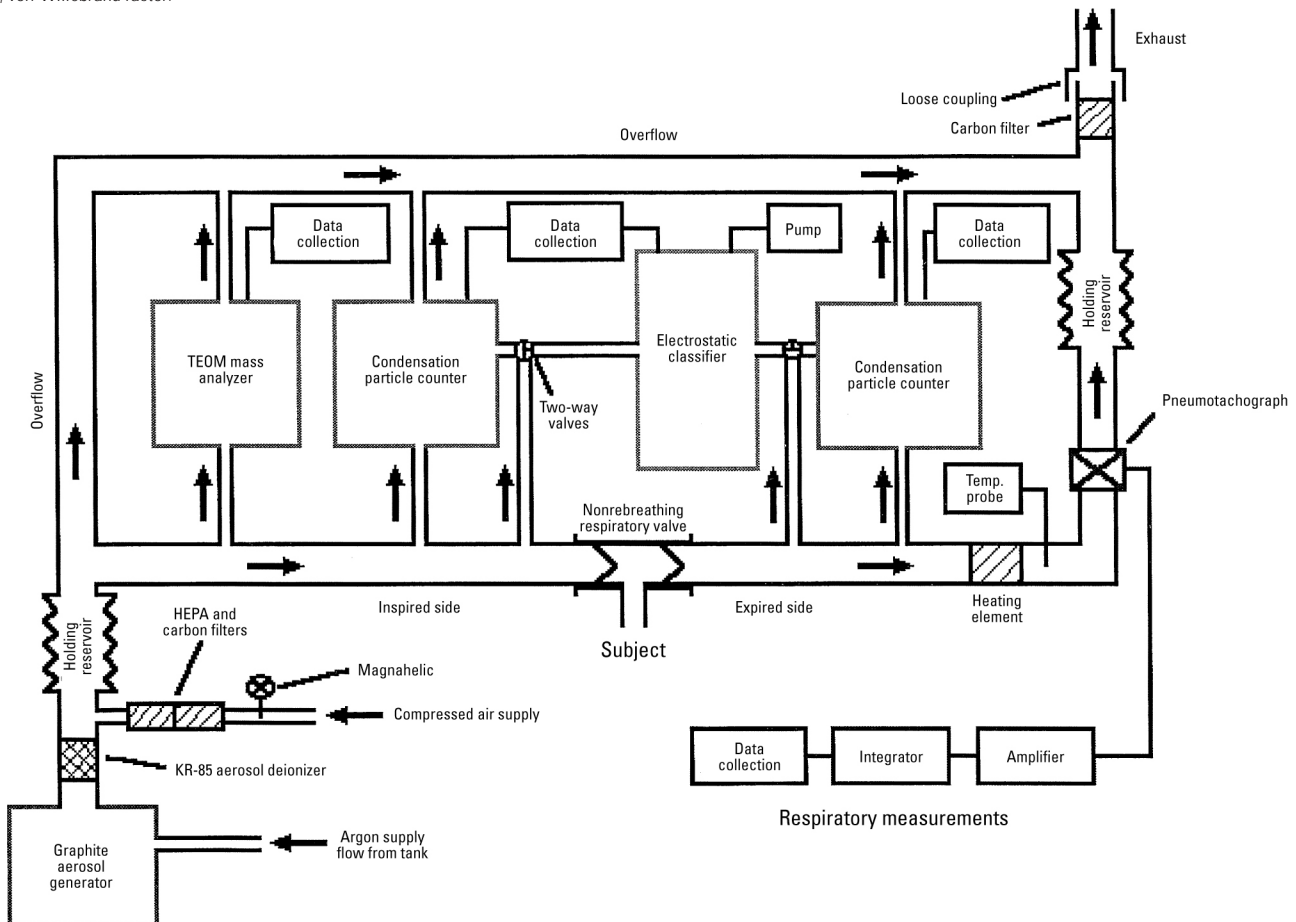 Exhaust
Loose coupling
Carbon filter
Overflow
Data
collection
Data
collection
Pump
Data
collection
Holding
reservoir
TEOM mass
analyzer
Condensation
particle counter
Electrostatic
classifier
Condensation
particle counter
Two-way
valves
Overflow
Pneumotachograph
Temp.
probe
Nonrebreathing
respiratory valve
Inspired side
Expired side
Heating
element
Subject
Holding
reservoir
HEPA and
carbon filters
Magnahelic
Compressed air supply
KR-85 aerosol deionizer
Data
collection
Integrator
Amplifier
Respiratory measurements
Argon supply
flow from tank
Graphite
aerosol
generator